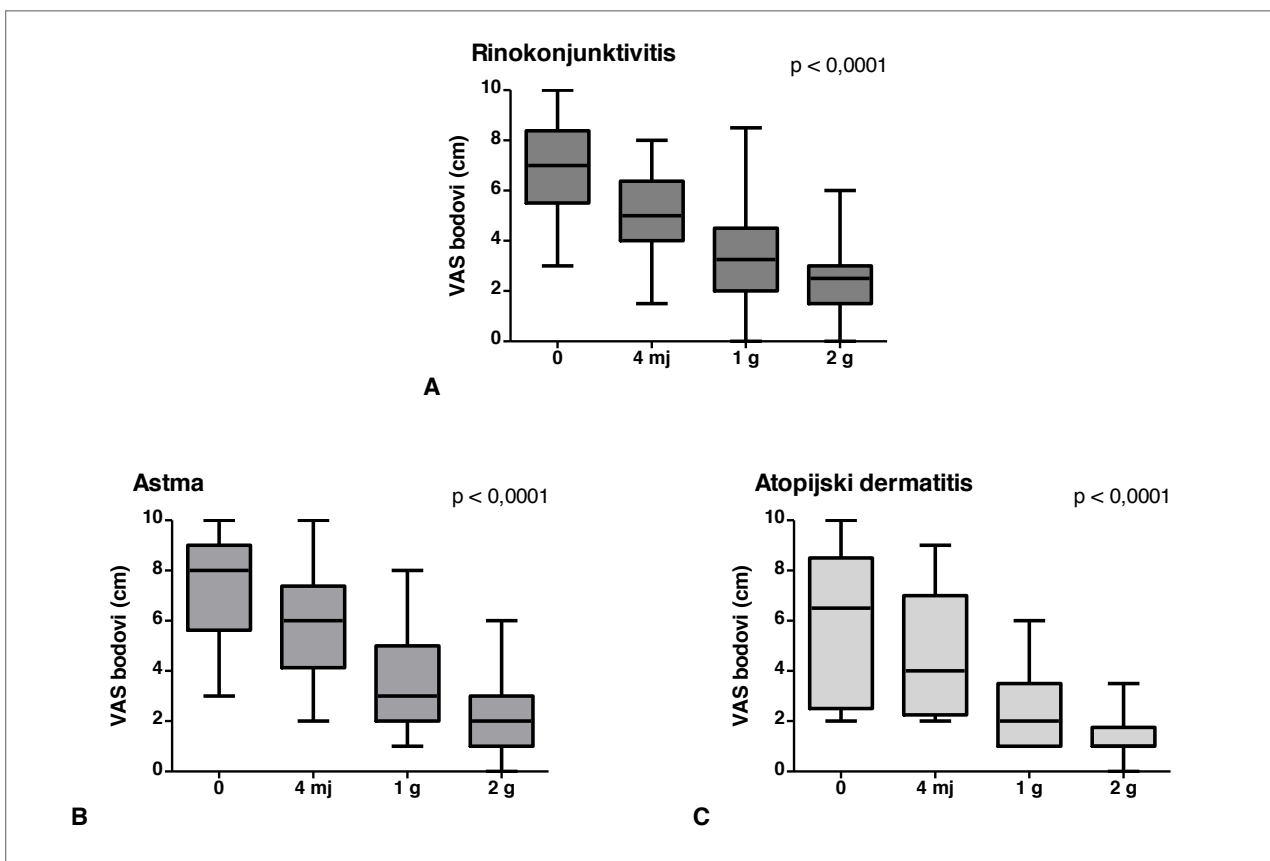 Rinokonjunktivitis
p < 0,0001
VAS bodovi (cm)
10
8
6
4
2
0
0 4 mj 1 g 2 g
A
Astma
p < 0,0001
VAS bodovi (cm)
10
8
6
4
2
0
0 4 mj 1 g 2 g
B
Atopijski dermatitis
p < 0,0001
VAS bodovi (cm)
10
8
6
4
2
0
0 4 mj 1 g 2 g
C